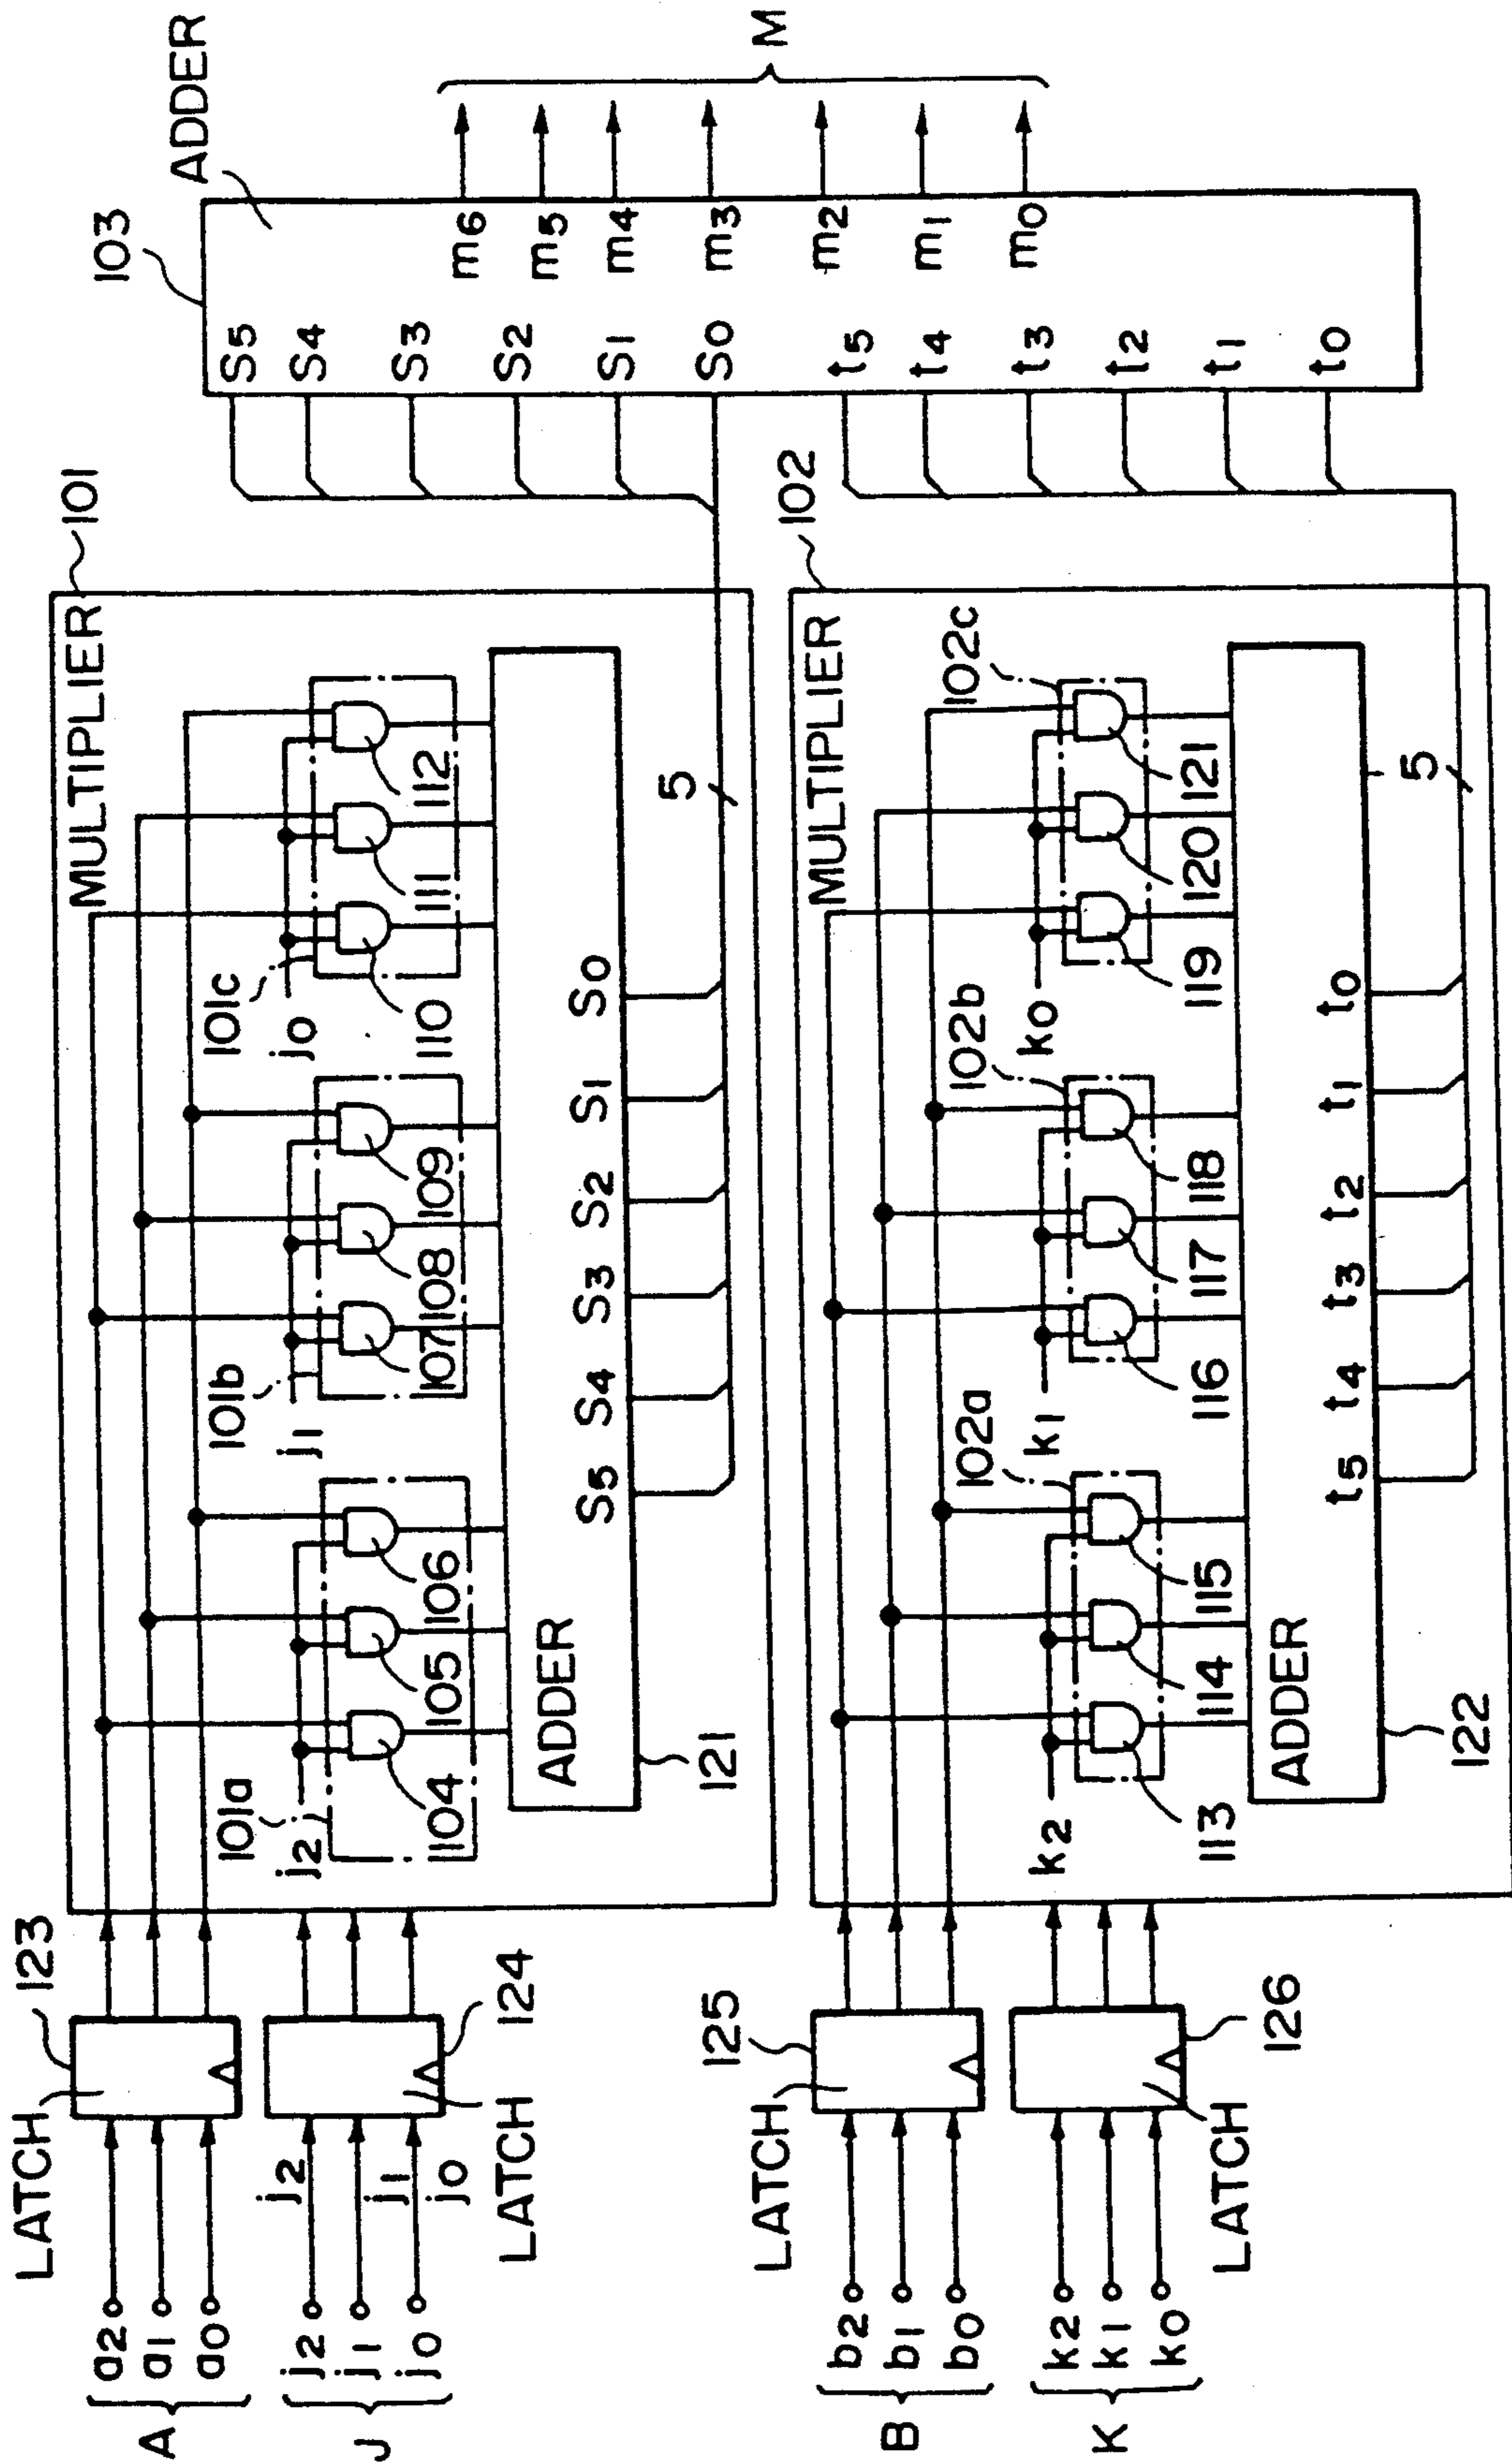 LATCH
123
a2
a1
a0
A
j2
j1
j0
J
j2
j1
j0
LATCH
124
MULTIPLIER
101
101a
j2
104
105
106
101b
j1
107
108
109
101c
j0
110
111
112
ADDER
121
S5
S4
S3
S2
S1
S0
5
LATCH
125
b2
b1
b0
B
k2
k1
k0
K
LATCH
126
MULTIPLIER
102
102a
k2
113
114
115
102b
k1
116
117
118
102c
k0
119
120
121
ADDER
122
t5
t4
t3
t2
t1
t0
5
103
ADDER
S5
S4
S3
S2
S1
S0
t5
t4
t3
t2
t1
t0
m6
m5
m4
m3
m2
m1
m0
M